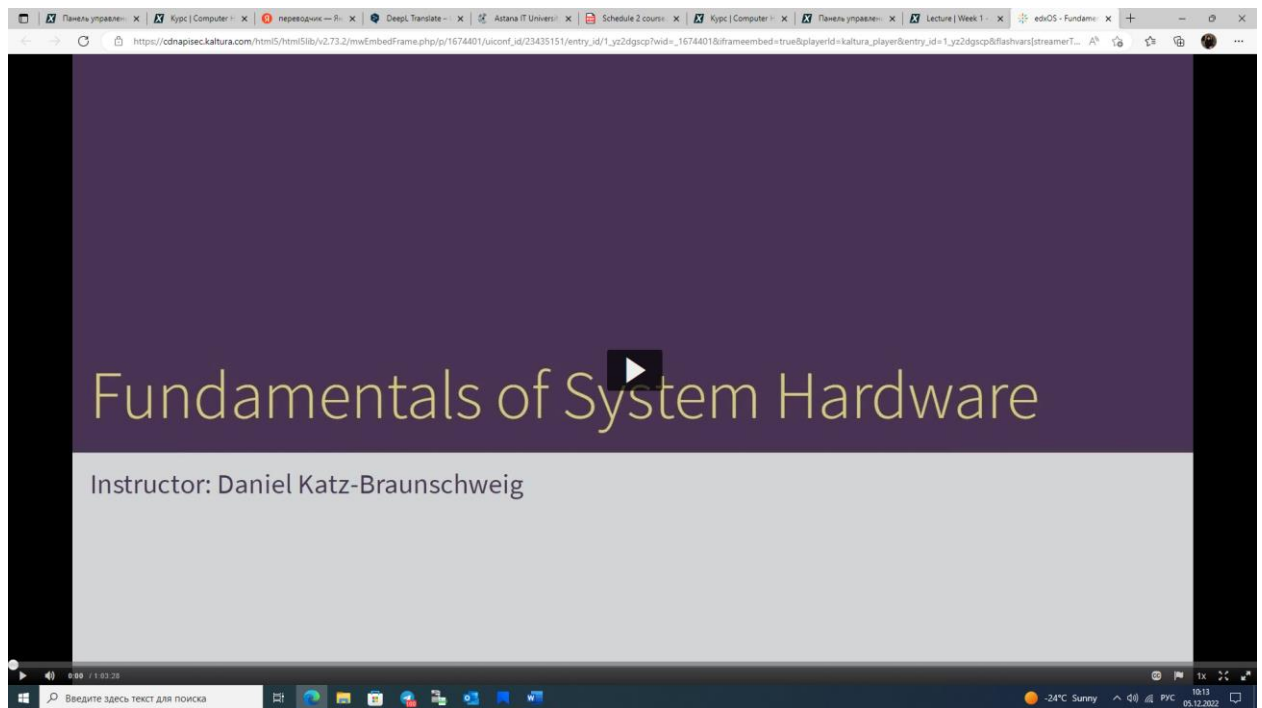 Панель управлен
Курс | Computer H
переводчик — Ян
DeepL Translate –
Astana IT Universi
Schedule 2 course
Курс | Computer H
Панель управлен
Lecture | Week 1 -
edxOS - Fundame
https://cdnapisec.kaltura.com/html5/html5lib/v2.73.2/mwEmbedFrame.php/p/1674401/uiconf_id/23435151/entry_id/1_yz2dgscp?wid=_1674401&iframeembed=true&playerId=kaltura_player&entry_id=1_yz2dgscp&flashvars[streamerT...
Fundamentals of System Hardware
Instructor: Daniel Katz-Braunschweig
0:00 / 1:03:28
1x
Введите здесь текст для поиска
-24°C Sunny
РУС
10:13
05.12.2022